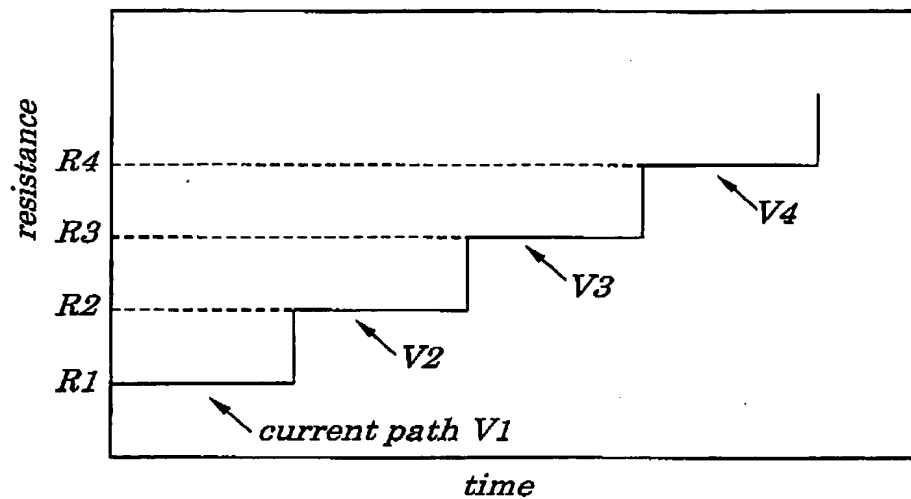 resistance
R4
R3
R2
R1
V4
V3
V2
current path V1
time